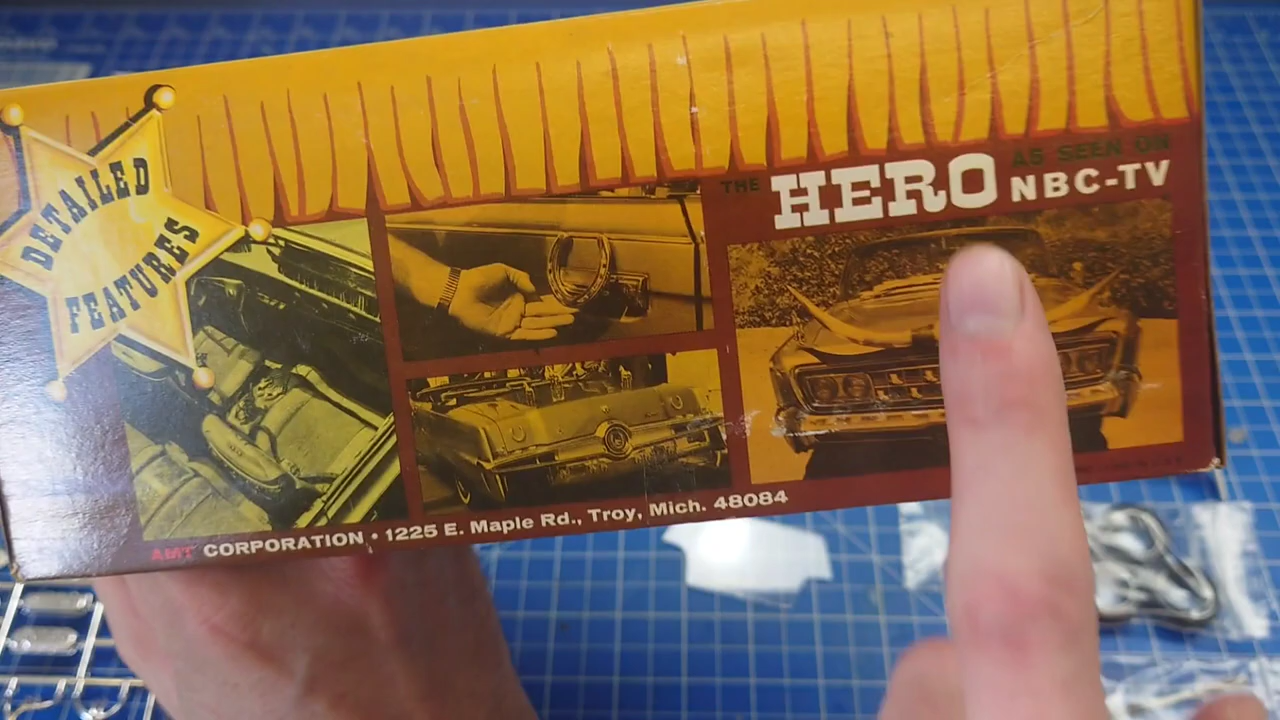 DETAILED
FEATURES
THE HERO AS SEEN ON
NBC-TV
AMT CORPORATION • 1225 E. Maple Rd., Troy, Mich. 48084